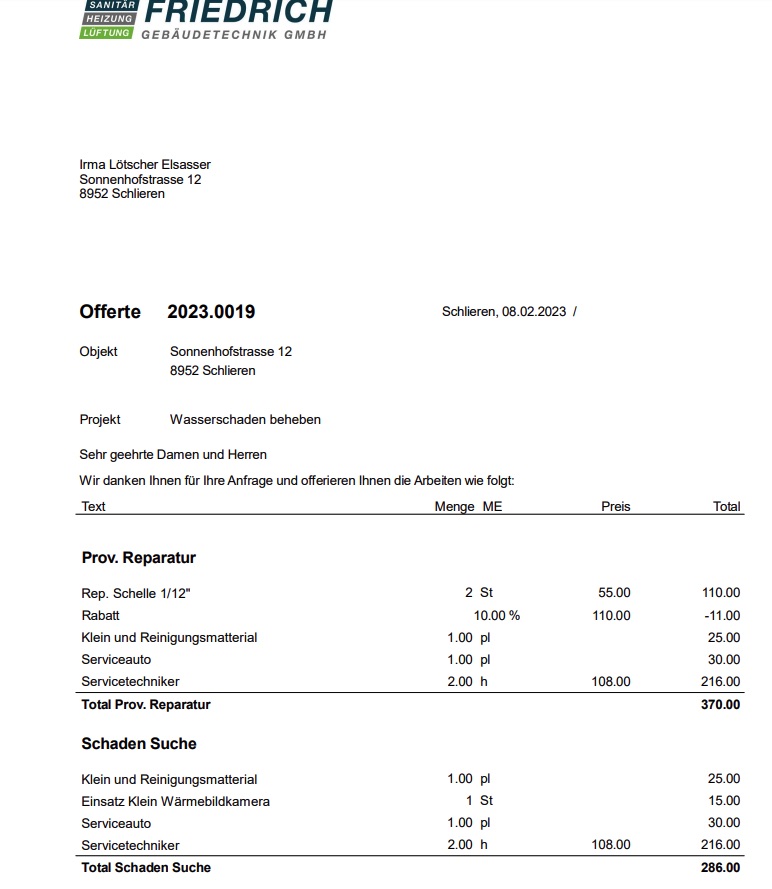 SANITÄR
HEIZUNG
LÜFTUNG
FRIEDRICH
GEBÄUDETECHNIK GMBH
Irma Lötscher Elsasser
Sonnenhofstrasse 12
8952 Schlieren
Offerte 2023.0019 Schlieren, 08.02.2023 /
Objekt Sonnenhofstrasse 12
8952 Schlieren
Projekt Wasserschaden beheben
Sehr geehrte Damen und Herren
Wir danken Ihnen für Ihre Anfrage und offerieren Ihnen die Arbeiten wie folgt:
Text Menge ME Preis Total
Prov. Reparatur
Rep. Schelle 1/12" 2 St 55.00 110.00
Rabatt 10.00 % 110.00 -11.00
Klein und Reinigungsmatterial 1.00 pl 25.00
Serviceauto 1.00 pl 30.00
Servicetechniker 2.00 h 108.00 216.00
Total Prov. Reparatur 370.00
Schaden Suche
Klein und Reinigungsmatterial 1.00 pl 25.00
Einsatz Klein Wärmebildkamera 1 St 15.00
Serviceauto 1.00 pl 30.00
Servicetechniker 2.00 h 108.00 216.00
Total Schaden Suche 286.00